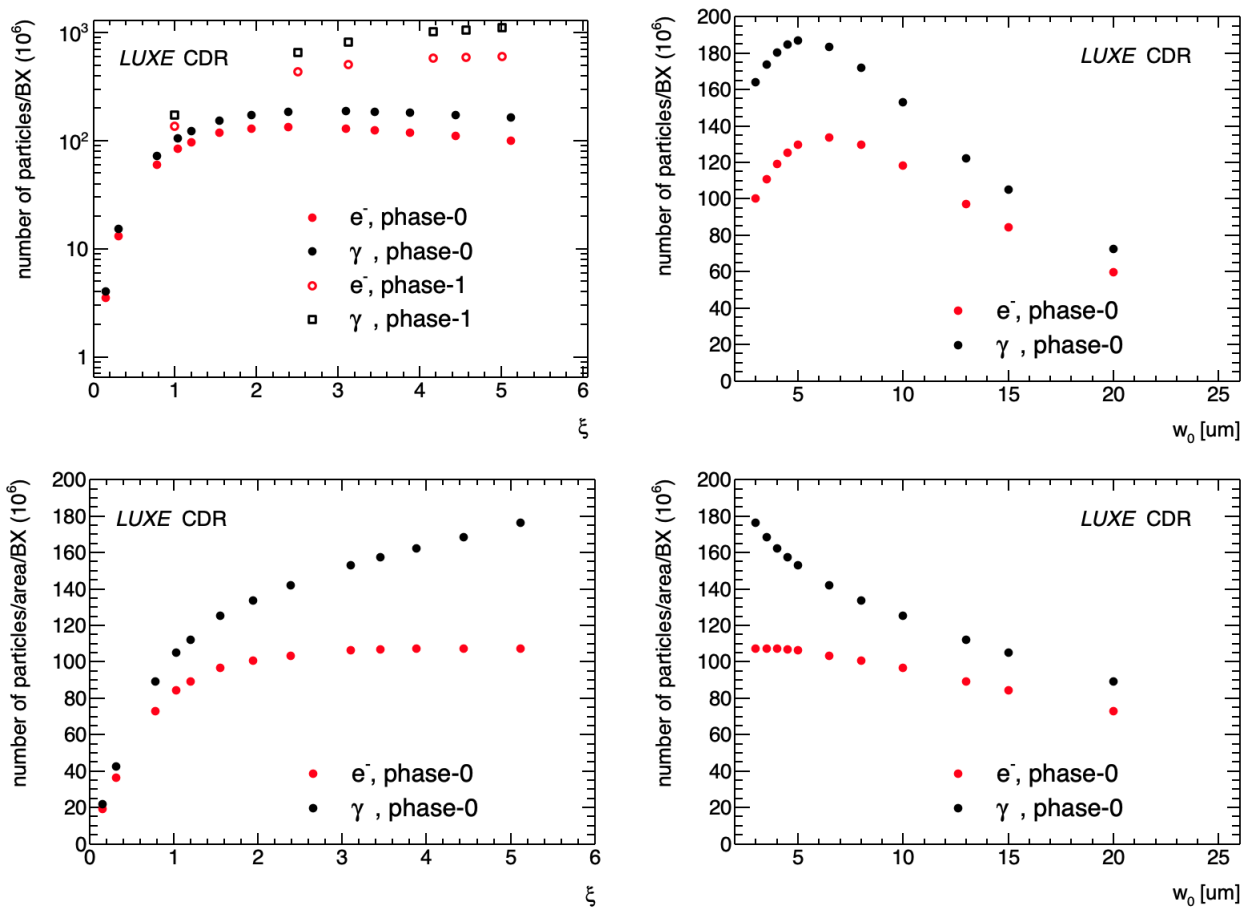 number of particles/BX (10⁶)
10³
10²
10
1
LUXE CDR
e⁻, phase-0
γ , phase-0
e⁻, phase-1
γ , phase-1
0 1 2 3 4 5 6
ξ
number of particles/BX (10⁶)
200
180
160
140
120
100
80
60
40
20
0
LUXE CDR
e⁻, phase-0
γ , phase-0
5 10 15 20 25
w₀ [um]
number of particles/area/BX (10⁶)
200
180
160
140
120
100
80
60
40
20
0
LUXE CDR
e⁻, phase-0
γ , phase-0
0 1 2 3 4 5 6
ξ
number of particles/area/BX (10⁶)
200
180
160
140
120
100
80
60
40
20
0
LUXE CDR
e⁻, phase-0
γ , phase-0
5 10 15 20 25
w₀ [um]